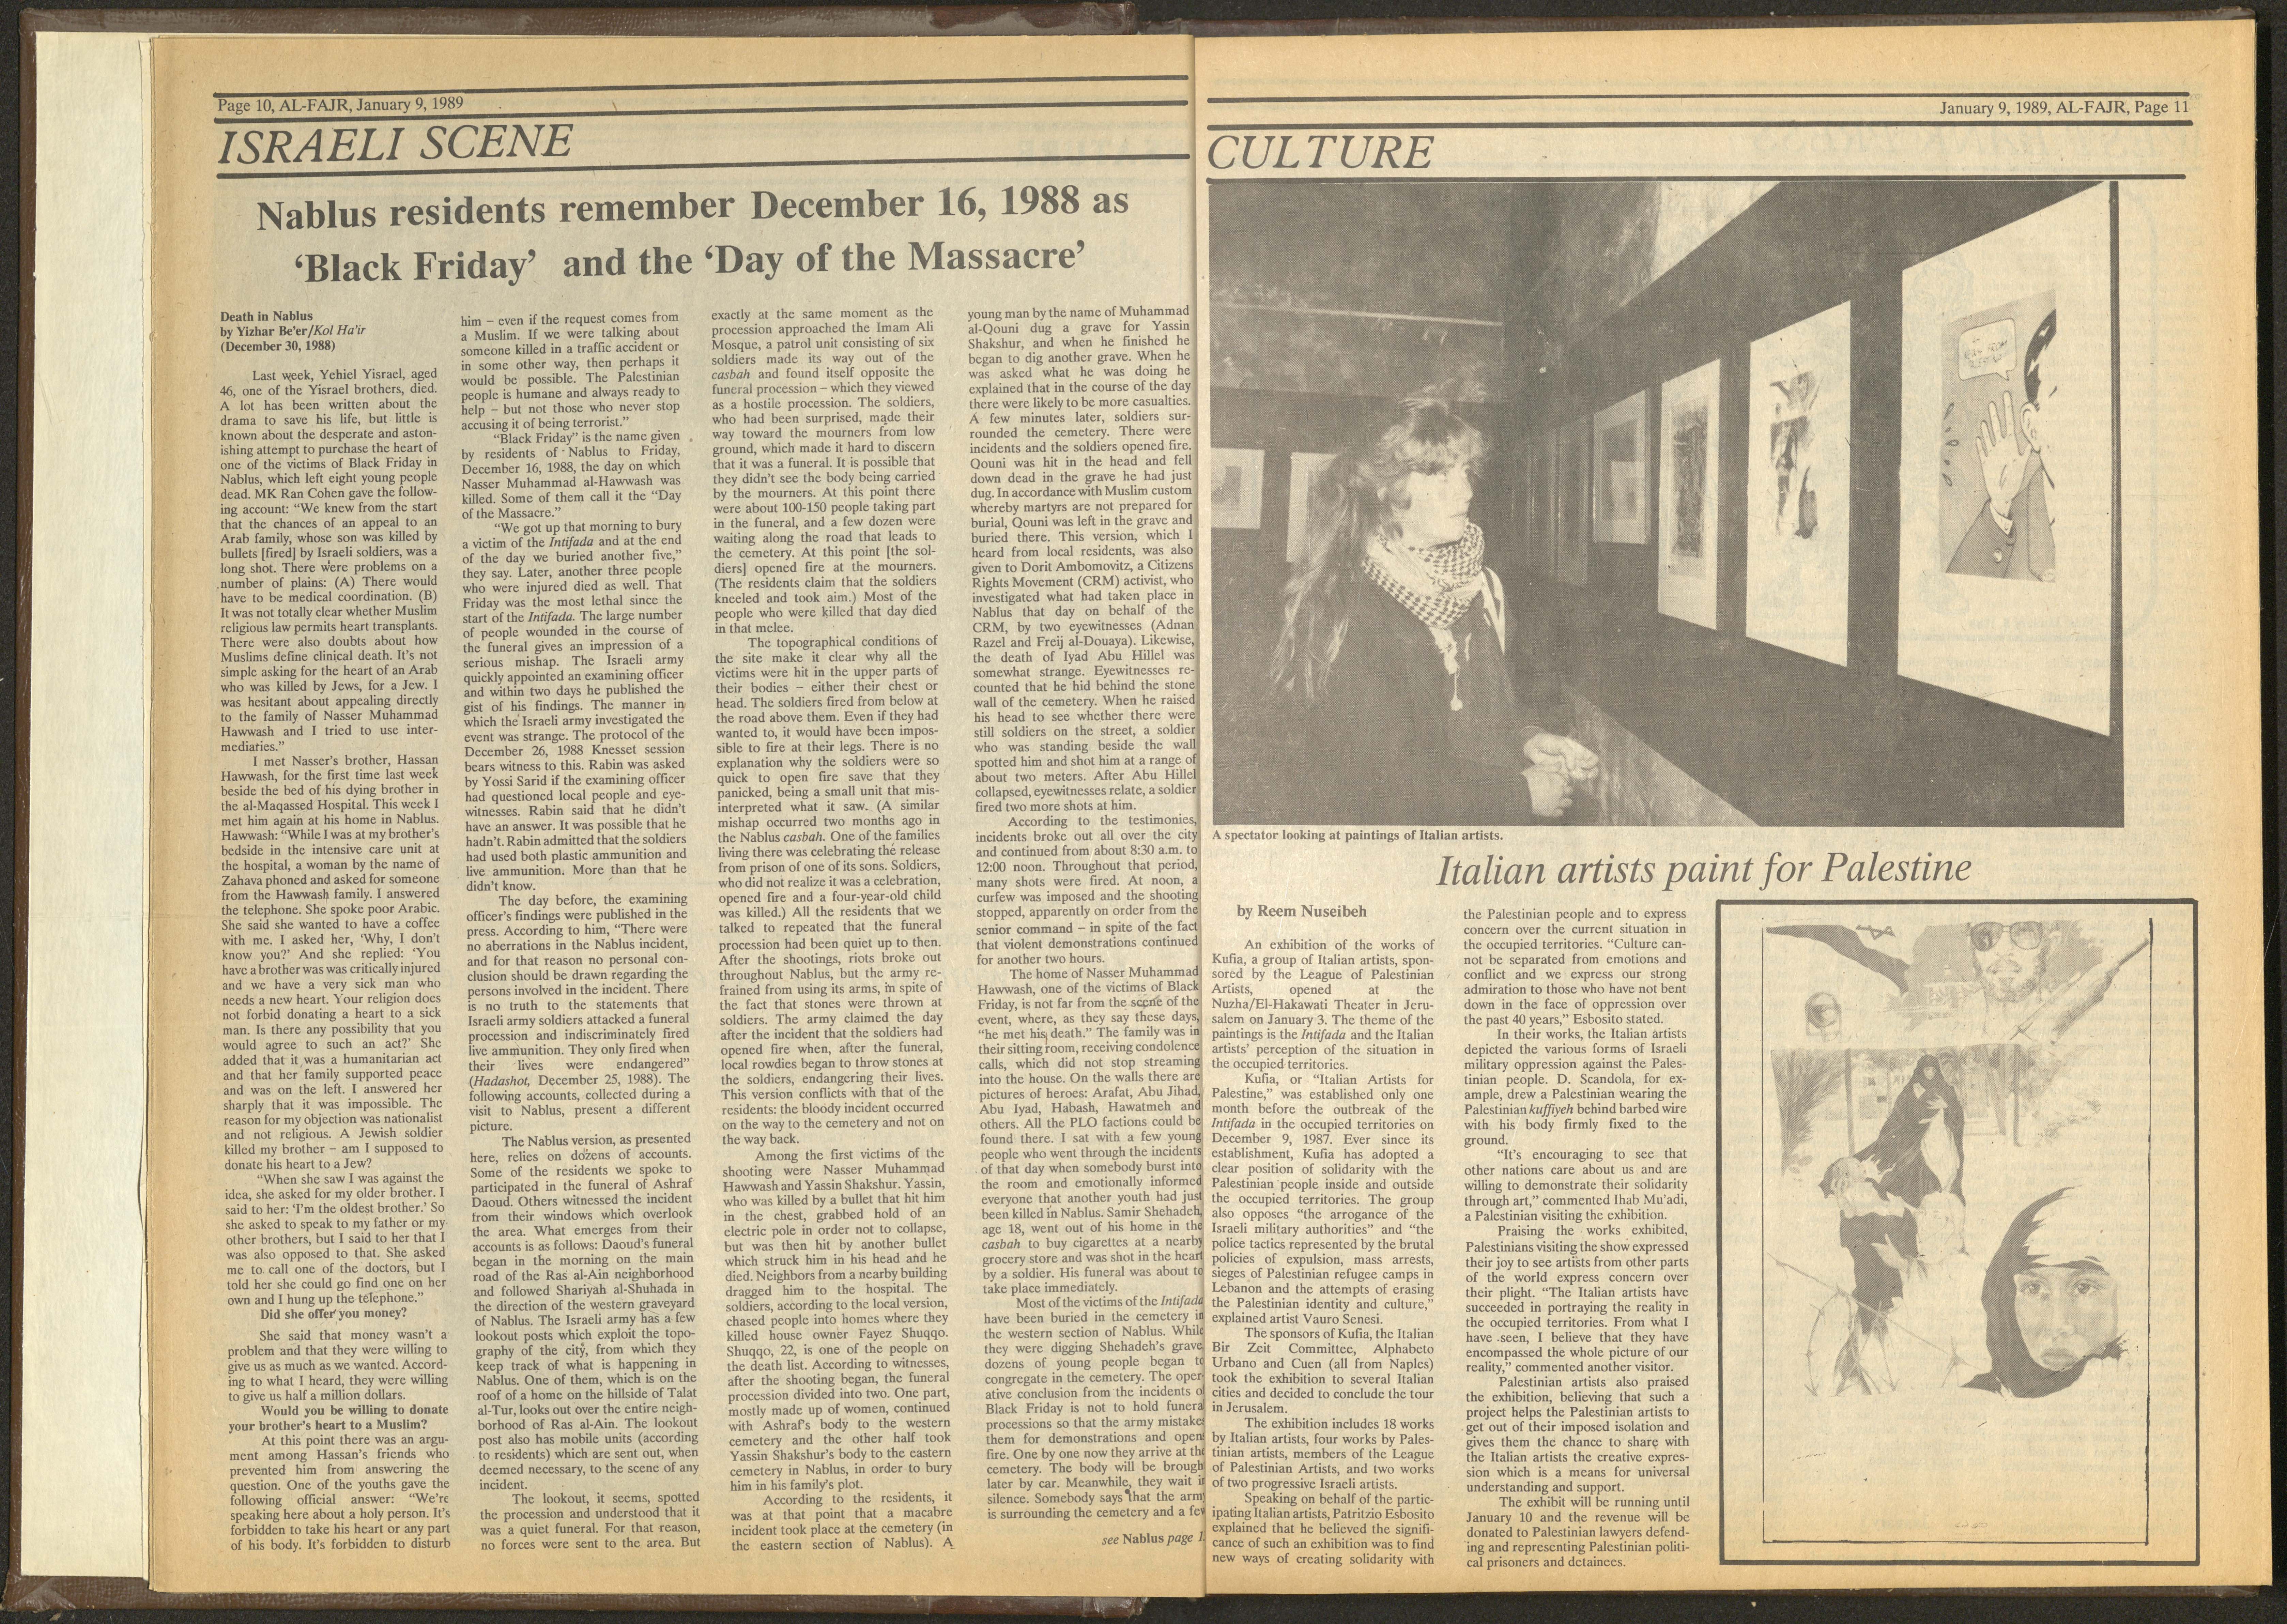 Page 10, AL-FAJR, January 9, 1989
ISRAELI SCENE
Nablus residents remember December 16, 1988 as
‘Black Friday’ and the ‘Day of the Massacre’
Death in Nablus
by Yizhar Be'er/Kol Ha'ir
(December 30, 1988)
Last week, Yehiel Yisrael, aged
46, one of the Yisrael brothers, died.
A lot has been written about the
drama to save his life, but little is
known about the desperate and aston-
ishing attempt to purchase the heart of
one of the victims of Black Friday in
Nablus, which left eight young people
dead. MK Ran Cohen gave the follow-
ing account: “We knew from the start
that the chances of an appeal to an
Arab family, whose son was killed by
bullets [fired] by Israeli soldiers, was a
long shot. There were problems on a
number of plains: (A) There would
have to be medical coordination. (B)
It was not totally clear whether Muslim
religious law permits heart transplants.
There were also doubts about how
Muslims define clinical death. It's not
simple asking for the heart of an Arab
who was killed by Jews, for a Jew. I
was hesitant about appealing directly
to the family of Nasser Muhammad
Hawwash and I tried to use inter-
mediaries.”
I met Nasser's brother, Hassan
Hawwash, for the first time last week
beside the bed of his dying brother in
the al-Maqassed Hospital. This week I
met him again at his home in Nablus.
Hawwash: “While I was at my brother's
bedside in the intensive care unit at
the hospital, a woman by the name of
Zahava phoned and asked for someone
from the Hawwash family. I answered
the telephone. She spoke poor Arabic.
She said she wanted to have a coffee
with me. I asked her, ‘Why, I don't
know you?’ And she replied: ‘You
have a brother was was critically injured
and we have a very sick man who
needs a new heart. Your religion does
not forbid donating a heart to a sick
man. Is there any possibility that you
would agree to such an act?’ She
added that it was a humanitarian act
and that her family supported peace
and was on the left. I answered her
sharply that it was impossible. The
reason for my objection was nationalist
and not religious. A Jewish soldier
killed my brother – am I supposed to
donate his heart to a Jew?
“When she saw I was against the
idea, she asked for my older brother. I
said to her: ‘I'm the oldest brother.’ So
she asked to speak to my father or my
other brothers, but I said to her that I
was also opposed to that. She asked
me to call one of the doctors, but I
told her she could go find one on her
own and I hung up the telephone.”
Did she offer you money?
She said that money wasn't a
problem and that they were willing to
give us as much as we wanted. Accord-
ing to what I heard, they were willing
to give us half a million dollars.
Would you be willing to donate
your brother's heart to a Muslim?
At this point there was an argu-
ment among Hassan's friends who
prevented him from answering the
question. One of the youths gave the
following official answer: “We're
speaking here about a holy person. It's
forbidden to take his heart or any part
of his body. It's forbidden to disturb
him – even if the request comes from
a Muslim. If we were talking about
someone killed in a traffic accident or
in some other way, then perhaps it
would be possible. The Palestinian
people is humane and always ready to
help – but not those who never stop
accusing it of being terrorist.”
“Black Friday” is the name given
by residents of Nablus to Friday,
December 16, 1988, the day on which
Nasser Muhammad al-Hawwash was
killed. Some of them call it the “Day
of the Massacre.”
“We got up that morning to bury
a victim of the Intifada and at the end
of the day we buried another five,”
they say. Later, another three people
who were injured died as well. That
Friday was the most lethal since the
start of the Intifada. The large number
of people wounded in the course of
the funeral gives an impression of a
serious mishap. The Israeli army
quickly appointed an examining officer
and within two days he published the
gist of his findings. The manner in
which the Israeli army investigated the
event was strange. The protocol of the
December 26, 1988 Knesset session
bears witness to this. Rabin was asked
by Yossi Sarid if the examining officer
had questioned local people and eye-
witnesses. Rabin said that he didn't
have an answer. It was possible that he
hadn't. Rabin admitted that the soldiers
had used both plastic ammunition and
live ammunition. More than that he
didn't know.
The day before, the examining
officer's findings were published in the
press. According to him, “There were
no aberrations in the Nablus incident,
and for that reason no personal con-
clusion should be drawn regarding the
persons involved in the incident. There
is no truth to the statements that
Israeli army soldiers attacked a funeral
procession and indiscriminately fired
live ammunition. They only fired when
their lives were endangered”
(Hadashot, December 25, 1988). The
following accounts, collected during a
visit to Nablus, present a different
picture.
The Nablus version, as presented
here, relies on dozens of accounts.
Some of the residents we spoke to
participated in the funeral of Ashraf
Daoud. Others witnessed the incident
from their windows which overlook
the area. What emerges from their
accounts is as follows: Daoud's funeral
began in the morning on the main
road of the Ras al-Ain neighborhood
and followed Shariyah al-Shuhada in
the direction of the western graveyard
of Nablus. The Israeli army has a few
lookout posts which exploit the topo-
graphy of the city, from which they
keep track of what is happening in
Nablus. One of them, which is on the
roof of a home on the hillside of Talat
al-Tur, looks out over the entire neigh-
borhood of Ras al-Ain. The lookout
post also has mobile units (according
to residents) which are sent out, when
deemed necessary, to the scene of any
incident.
The lookout, it seems, spotted
the procession and understood that it
was a quiet funeral. For that reason,
no forces were sent to the area. But
exactly at the same moment as the
procession approached the Imam Ali
Mosque, a patrol unit consisting of six
soldiers made its way out of the
casbah and found itself opposite the
funeral procession – which they viewed
as a hostile procession. The soldiers,
who had been surprised, made their
way toward the mourners from low
ground, which made it hard to discern
that it was a funeral. It is possible that
they didn't see the body being carried
by the mourners. At this point there
were about 100-150 people taking part
in the funeral, and a few dozen were
waiting along the road that leads to
the cemetery. At this point [the sol-
diers] opened fire at the mourners.
(The residents claim that the soldiers
kneeled and took aim.) Most of the
people who were killed that day died
in that melee.
The topographical conditions of
the site make it clear why all the
victims were hit in the upper parts of
their bodies – either their chest or
head. The soldiers fired from below at
the road above them. Even if they had
wanted to, it would have been impos-
sible to fire at their legs. There is no
explanation why the soldiers were so
quick to open fire save that they
panicked, being a small unit that mis-
interpreted what it saw. (A similar
mishap occurred two months ago in
the Nablus casbah. One of the families
living there was celebrating the release
from prison of one of its sons. Soldiers,
who did not realize it was a celebration,
opened fire and a four-year-old child
was killed.) All the residents that we
talked to repeated that the funeral
procession had been quiet up to then.
After the shootings, riots broke out
throughout Nablus, but the army re-
frained from using its arms, in spite of
the fact that stones were thrown at
soldiers. The army claimed the day
after the incident that the soldiers had
opened fire when, after the funeral,
local rowdies began to throw stones at
the soldiers, endangering their lives.
This version conflicts with that of the
residents: the bloody incident occurred
on the way to the cemetery and not on
the way back.
Among the first victims of the
shooting were Nasser Muhammad
Hawwash and Yassin Shakshur. Yassin,
who was killed by a bullet that hit him
in the chest, grabbed hold of an
electric pole in order not to collapse,
but was then hit by another bullet
which struck him in his head and he
died. Neighbors from a nearby building
dragged him to the hospital. The
soldiers, according to the local version,
chased people into homes where they
killed house owner Fayez Shuqqo.
Shuqqo, 22, is one of the people on
the death list. According to witnesses,
after the shooting began, the funeral
procession divided into two. One part,
mostly made up of women, continued
with Ashraf's body to the western
cemetery and the other half took
Yassin Shakshur's body to the eastern
cemetery in Nablus, in order to bury
him in his family's plot.
According to the residents, it
was at that point that a macabre
incident took place at the cemetery (in
the eastern section of Nablus). A
young man by the name of Muhammad
al-Qouni dug a grave for Yassin
Shakshur, and when he finished he
began to dig another grave. When he
was asked what he was doing he
explained that in the course of the day
there were likely to be more casualties.
A few minutes later, soldiers sur-
rounded the cemetery. There were
incidents and the soldiers opened fire.
Qouni was hit in the head and fell
down dead in the grave he had just
dug. In accordance with Muslim custom
whereby martyrs are not prepared for
burial, Qouni was left in the grave and
buried there. This version, which I
heard from local residents, was also
given to Dorit Ambomovitz, a Citizens
Rights Movement (CRM) activist, who
investigated what had taken place in
Nablus that day on behalf of the
CRM, by two eyewitnesses (Adnan
Razel and Freij al-Douaya). Likewise,
the death of Iyad Abu Hillel was
somewhat strange. Eyewitnesses re-
counted that he hid behind the stone
wall of the cemetery. When he raised
his head to see whether there were
still soldiers on the street, a soldier
who was standing beside the wall
spotted him and shot him at a range of
about two meters. After Abu Hillel
collapsed, eyewitnesses relate, a soldier
fired two more shots at him.
According to the testimonies,
incidents broke out all over the city
and continued from about 8:30 a.m. to
12:00 noon. Throughout that period,
many shots were fired. At noon, a
curfew was imposed and the shooting
stopped, apparently on order from the
senior command – in spite of the fact
that violent demonstrations continued
for another two hours.
The home of Nasser Muhammad
Hawwash, one of the victims of Black
Friday, is not far from the scene of the
event, where, as they say these days,
“he met his death.” The family was in
their sitting room, receiving condolence
calls, which did not stop streaming
into the house. On the walls there are
pictures of heroes: Arafat, Abu Jihad,
Abu Iyad, Habash, Hawatmeh and
others. All the PLO factions could be
found there. I sat with a few young
people who went through the incidents
of that day when somebody burst into
the room and emotionally informed
everyone that another youth had just
been killed in Nablus. Samir Shehadeh,
age 18, went out of his home in the
casbah to buy cigarettes at a nearby
grocery store and was shot in the heart
by a soldier. His funeral was about to
take place immediately.
Most of the victims of the Intifada
have been buried in the cemetery in
the western section of Nablus. While
they were digging Shehadeh's grave,
dozens of young people began to
congregate in the cemetery. The oper-
ative conclusion from the incidents of
Black Friday is not to hold funera
processions so that the army mistake
them for demonstrations and open
fire. One by one now they arrive at the
cemetery. The body will be brough
later by car. Meanwhile, they wait in
silence. Somebody says that the arm
is surrounding the cemetery and a few
see Nablus page 1
January 9, 1989, AL-FAJR, Page 11
CULTURE
I
WAS FROM
A spectator looking at paintings of Italian artists.
Italian artists paint for Palestine
by Reem Nuseibeh
An exhibition of the works of
Kufia, a group of Italian artists, spon-
sored by the League of Palestinian
Artists, opened at the
Nuzha/El-Hakawati Theater in Jeru-
salem on January 3. The theme of the
paintings is the Intifada and the Italian
artists' perception of the situation in
the occupied territories.
Kufia, or “Italian Artists for
Palestine,” was established only one
month before the outbreak of the
Intifada in the occupied territories on
December 9, 1987. Ever since its
establishment, Kufia has adopted a
clear position of solidarity with the
Palestinian people inside and outside
the occupied territories. The group
also opposes “the arrogance of the
Israeli military authorities” and “the
police tactics represented by the brutal
policies of expulsion, mass arrests,
sieges of Palestinian refugee camps in
Lebanon and the attempts of erasing
the Palestinian identity and culture,”
explained artist Vauro Senesi.
The sponsors of Kufia, the Italian
Bir Zeit Committee, Alphabeto
Urbano and Cuen (all from Naples)
took the exhibition to several Italian
cities and decided to conclude the tour
in Jerusalem.
The exhibition includes 18 works
by Italian artists, four works by Pales-
tinian artists, members of the League
of Palestinian Artists, and two works
of two progressive Israeli artists.
Speaking on behalf of the partic-
ipating Italian artists, Patritzio Esbosito
explained that he believed the signifi-
cance of such an exhibition was to find
new ways of creating solidarity with
the Palestinian people and to express
concern over the current situation in
the occupied territories. “Culture can-
not be separated from emotions and
conflict and we express our strong
admiration to those who have not bent
down in the face of oppression over
the past 40 years,” Esbosito stated.
In their works, the Italian artists
depicted the various forms of Israeli
military oppression against the Pales-
tinian people. D. Scandola, for ex-
ample, drew a Palestinian wearing the
Palestinian kuffiyeh behind barbed wire
with his body firmly fixed to the
ground.
“It's encouraging to see that
other nations care about us and are
willing to demonstrate their solidarity
through art,” commented Ihab Mu'adi,
a Palestinian visiting the exhibition.
Praising the works exhibited,
Palestinians visiting the show expressed
their joy to see artists from other parts
of the world express concern over
their plight. “The Italian artists have
succeeded in portraying the reality in
the occupied territories. From what I
have seen, I believe that they have
encompassed the whole picture of our
reality,” commented another visitor.
Palestinian artists also praised
the exhibition, believing that such a
project helps the Palestinian artists to
get out of their imposed isolation and
gives them the chance to share with
the Italian artists the creative expres-
sion which is a means for universal
understanding and support.
The exhibit will be running until
January 10 and the revenue will be
donated to Palestinian lawyers defend-
ing and representing Palestinian politi-
cal prisoners and detainees.